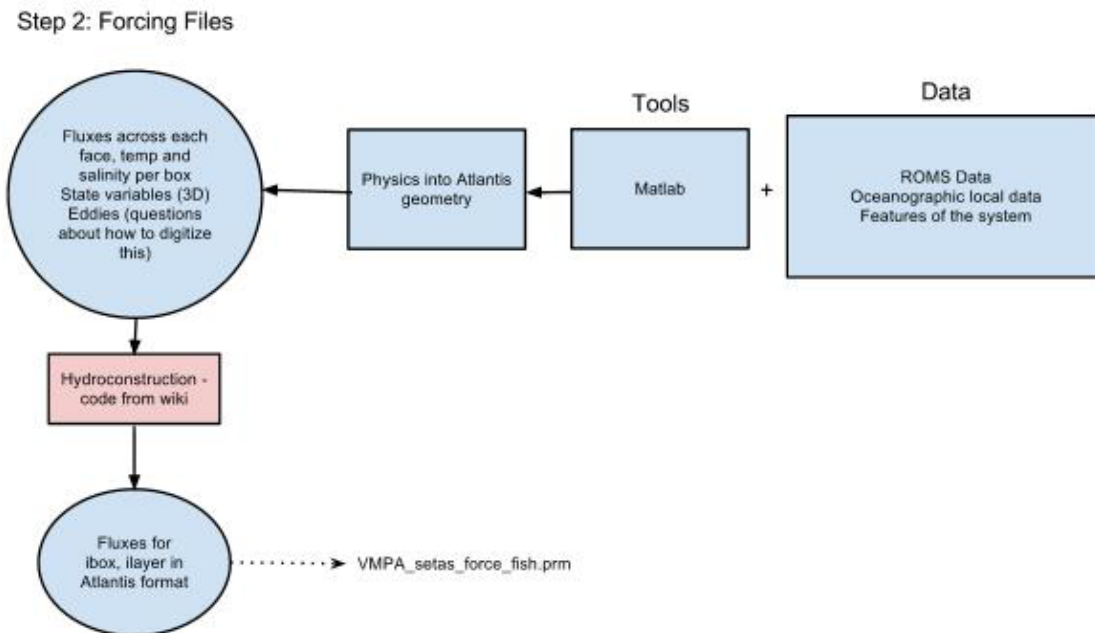 Step 2: Forcing Files
Fluxes across each
face, temp and
salinity per box
State variables (3D)
Eddies (questions
about how to digitize
this)
Physics into Atlantis
geometry
Tools
Matlab
+
Data
ROMS Data
Oceanographic local data
Features of the system
Hydroconstruction -
code from wiki
Fluxes for
ibox, ilayer in
Atlantis format
VMPA_setas_force_fish.prm